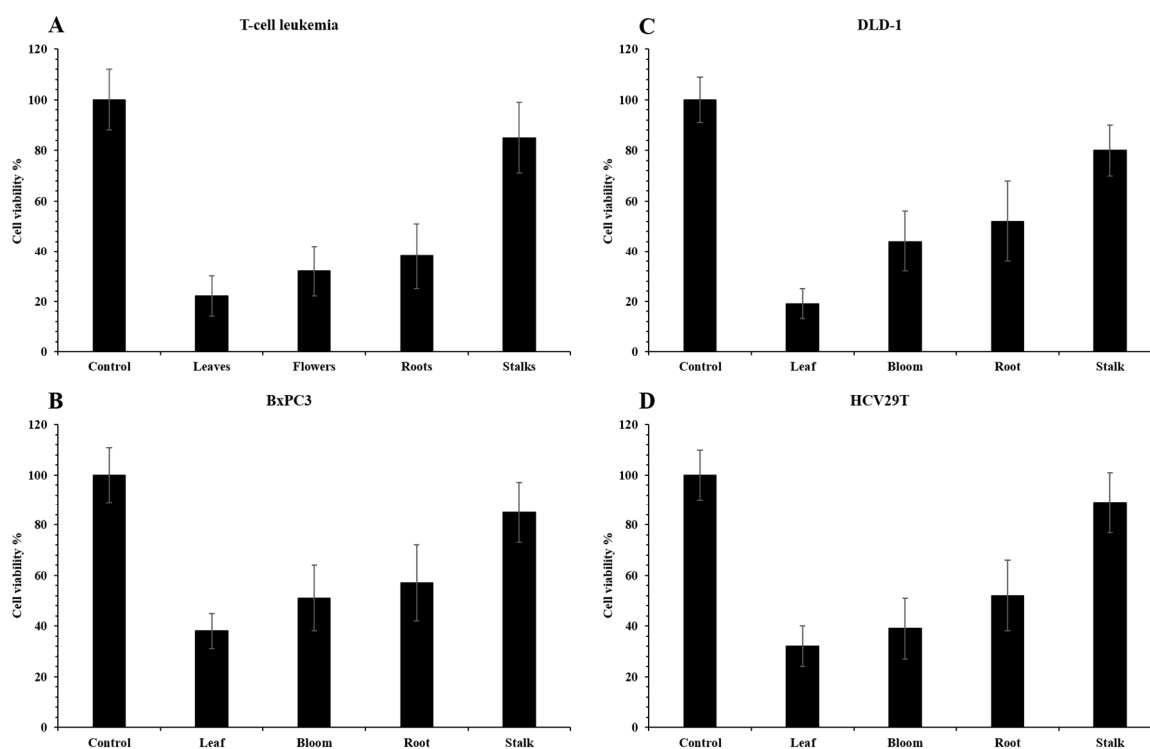 A
T-cell leukemia
Cell viability %
120
100
80
60
40
20
0
Control Leaves Flowers Roots Stalks
C
DLD-1
Cell viability %
120
100
80
60
40
20
0
Control Leaf Bloom Root Stalk
B
BxPC3
Cell viability %
120
100
80
60
40
20
0
Control Leaf Bloom Root Stalk
D
HCV29T
Cell viability %
120
100
80
60
40
20
0
Control Leaf Bloom Root Stalk